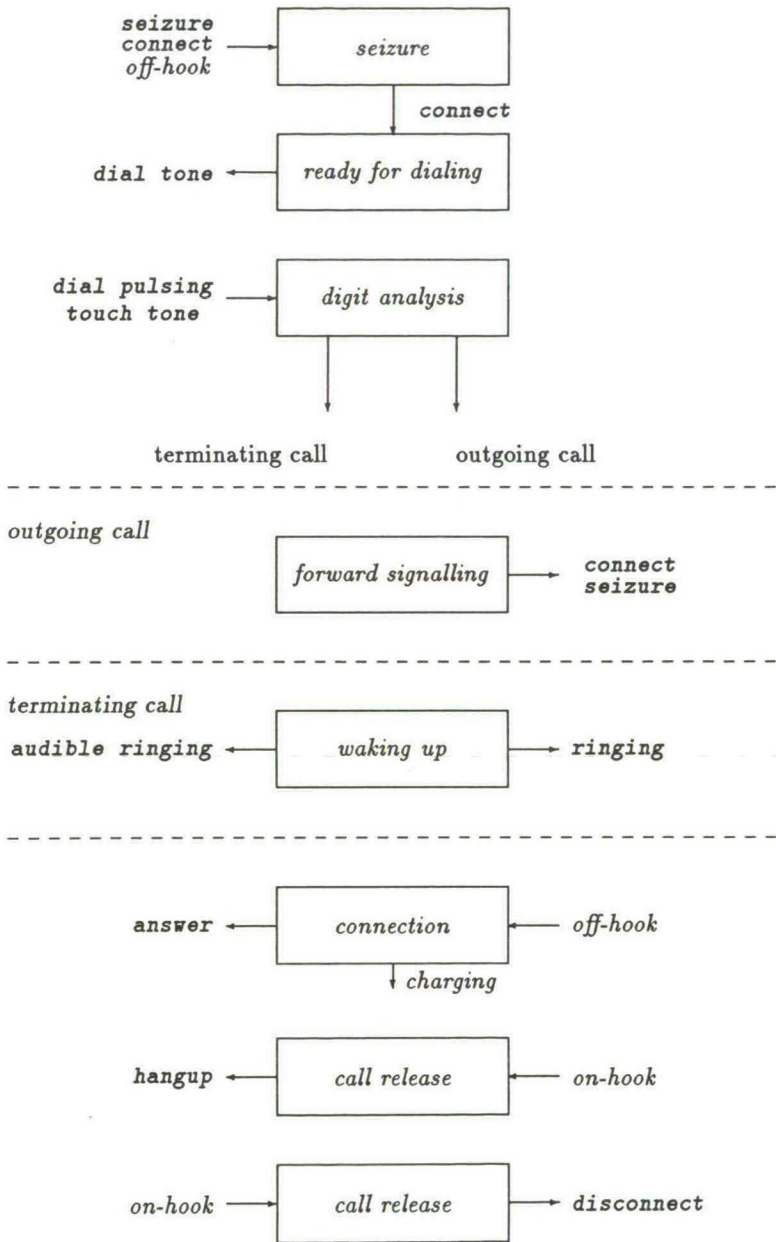 seizure
connect
off-hook
seizure
connect
dial tone
ready for dialing
dial pulsing
touch tone
digit analysis
terminating call
outgoing call
outgoing call
forward signalling
connect
seizure
terminating call
audible ringing
waking up
ringing
answer
connection
off-hook
charging
hangup
call release
on-hook
on-hook
call release
disconnect